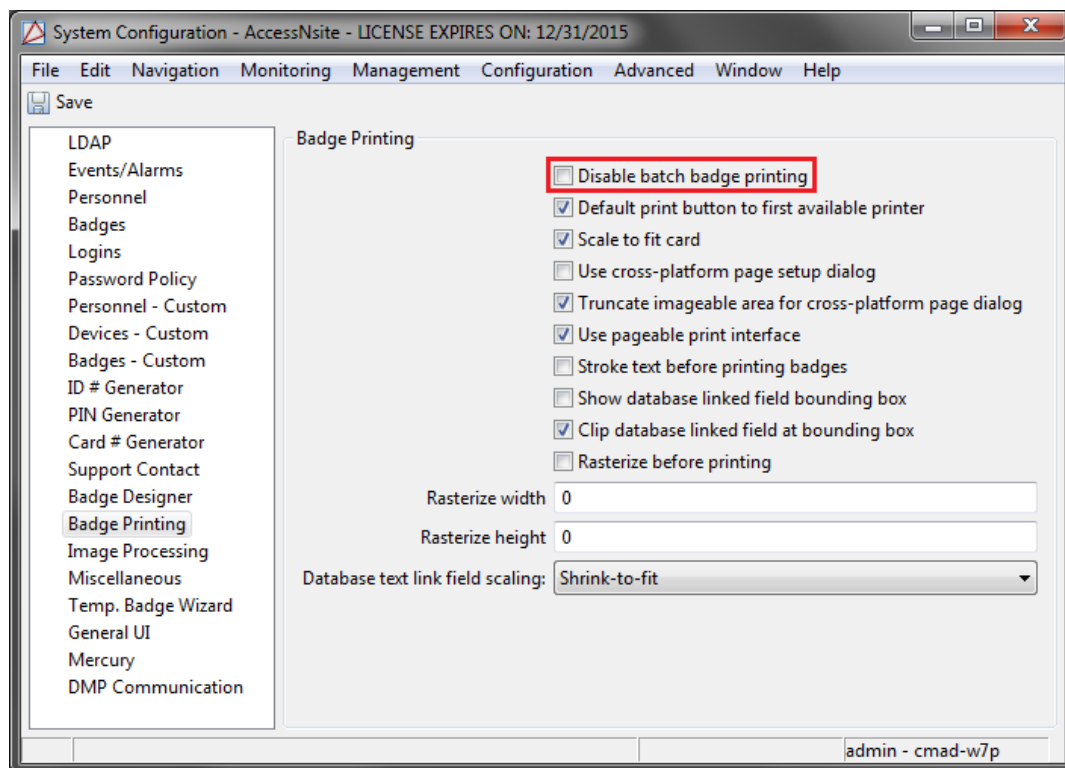 System Configuration - AccessNsite - LICENSE EXPIRES ON: 12/31/2015
File Edit Navigation Monitoring Management Configuration Advanced Window Help
Save
LDAP
Events/Alarms
Personnel
Badges
Logins
Password Policy
Personnel - Custom
Devices - Custom
Badges - Custom
ID # Generator
PIN Generator
Card # Generator
Support Contact
Badge Designer
Badge Printing
Image Processing
Miscellaneous
Temp. Badge Wizard
General UI
Mercury
DMP Communication
Badge Printing
Disable batch badge printing
Default print button to first available printer
Scale to fit card
Use cross-platform page setup dialog
Truncate imageable area for cross-platform page dialog
Use pageable print interface
Stroke text before printing badges
Show database linked field bounding box
Clip database linked field at bounding box
Rasterize before printing
Rasterize width 0
Rasterize height 0
Database text link field scaling: Shrink-to-fit
admin - cmad-w7p